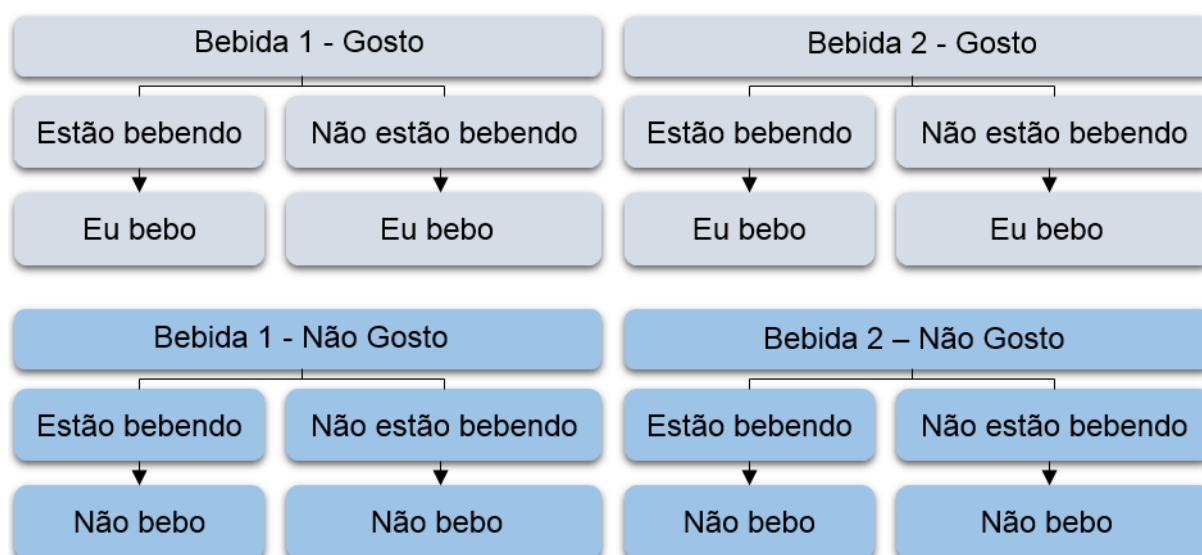 Bebida 1 - Gosto
Estão bebendo
Não estão bebendo
Eu bebo
Eu bebo
Bebida 2 - Gosto
Estão bebendo
Não estão bebendo
Eu bebo
Eu bebo
Bebida 1 - Não Gosto
Estão bebendo
Não estão bebendo
Não bebo
Não bebo
Bebida 2 – Não Gosto
Estão bebendo
Não estão bebendo
Não bebo
Não bebo